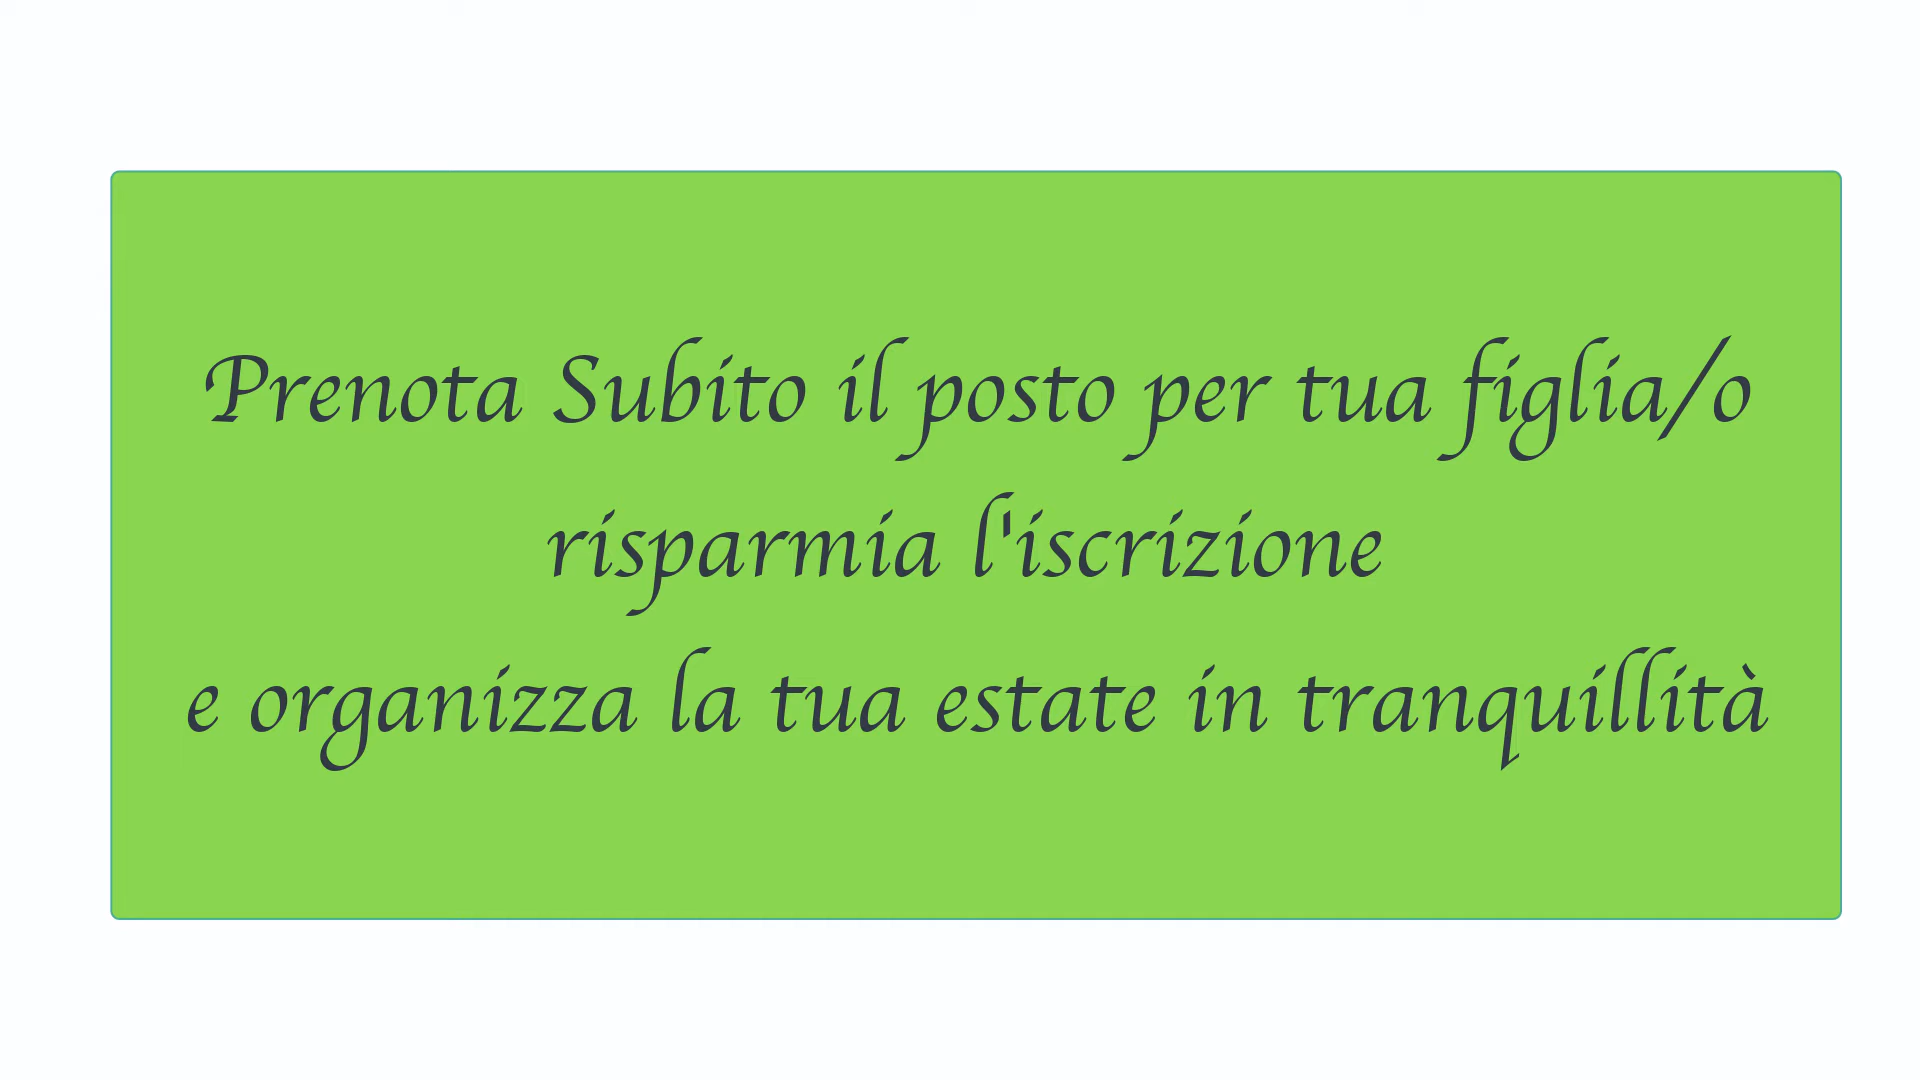 Prenota Subito il posto per tua figlia/o
risparmia l'iscrizione
e organizza la tua estate in tranquillità